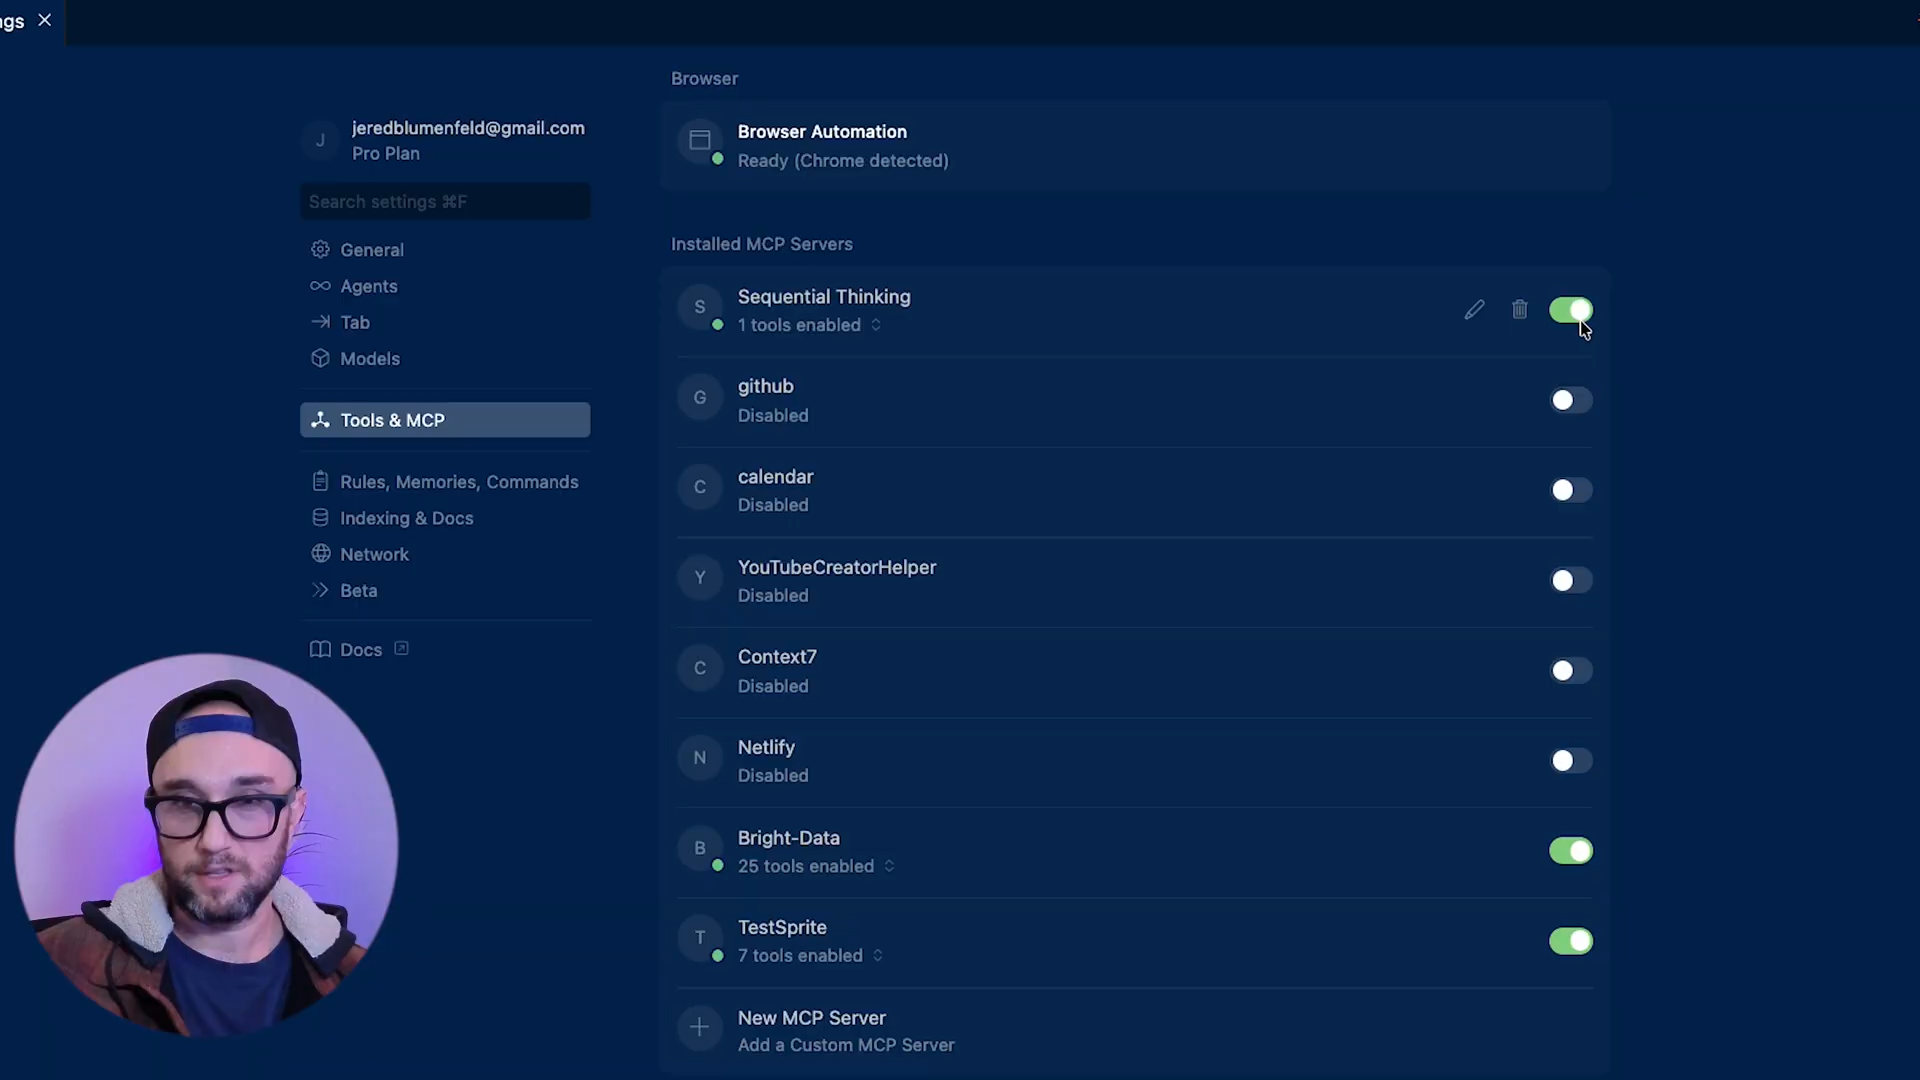 ngs
jeredblumenfeld@gmail.com
J
Pro Plan
Search settings ⌘F
General
Agents
Tab
Models
Tools & MCP
Rules, Memories, Commands
Indexing & Docs
Network
Beta
Docs
Browser
Browser Automation
Ready (Chrome detected)
Installed MCP Servers
S
Sequential Thinking
1 tools enabled
G
github
Disabled
C
calendar
Disabled
Y
YouTubeCreatorHelper
Disabled
C
Context7
Disabled
N
Netlify
Disabled
B
Bright-Data
25 tools enabled
T
TestSprite
7 tools enabled
New MCP Server
Add a Custom MCP Server